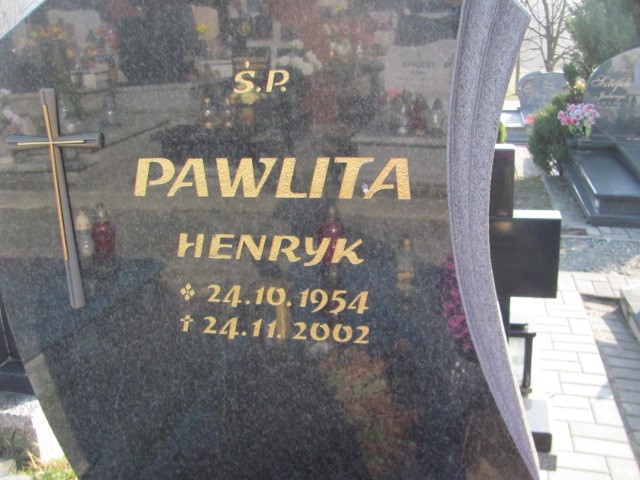 Ś.P.
PAWLITA
HENRYK
* 24.10.1954
† 24.11.2002